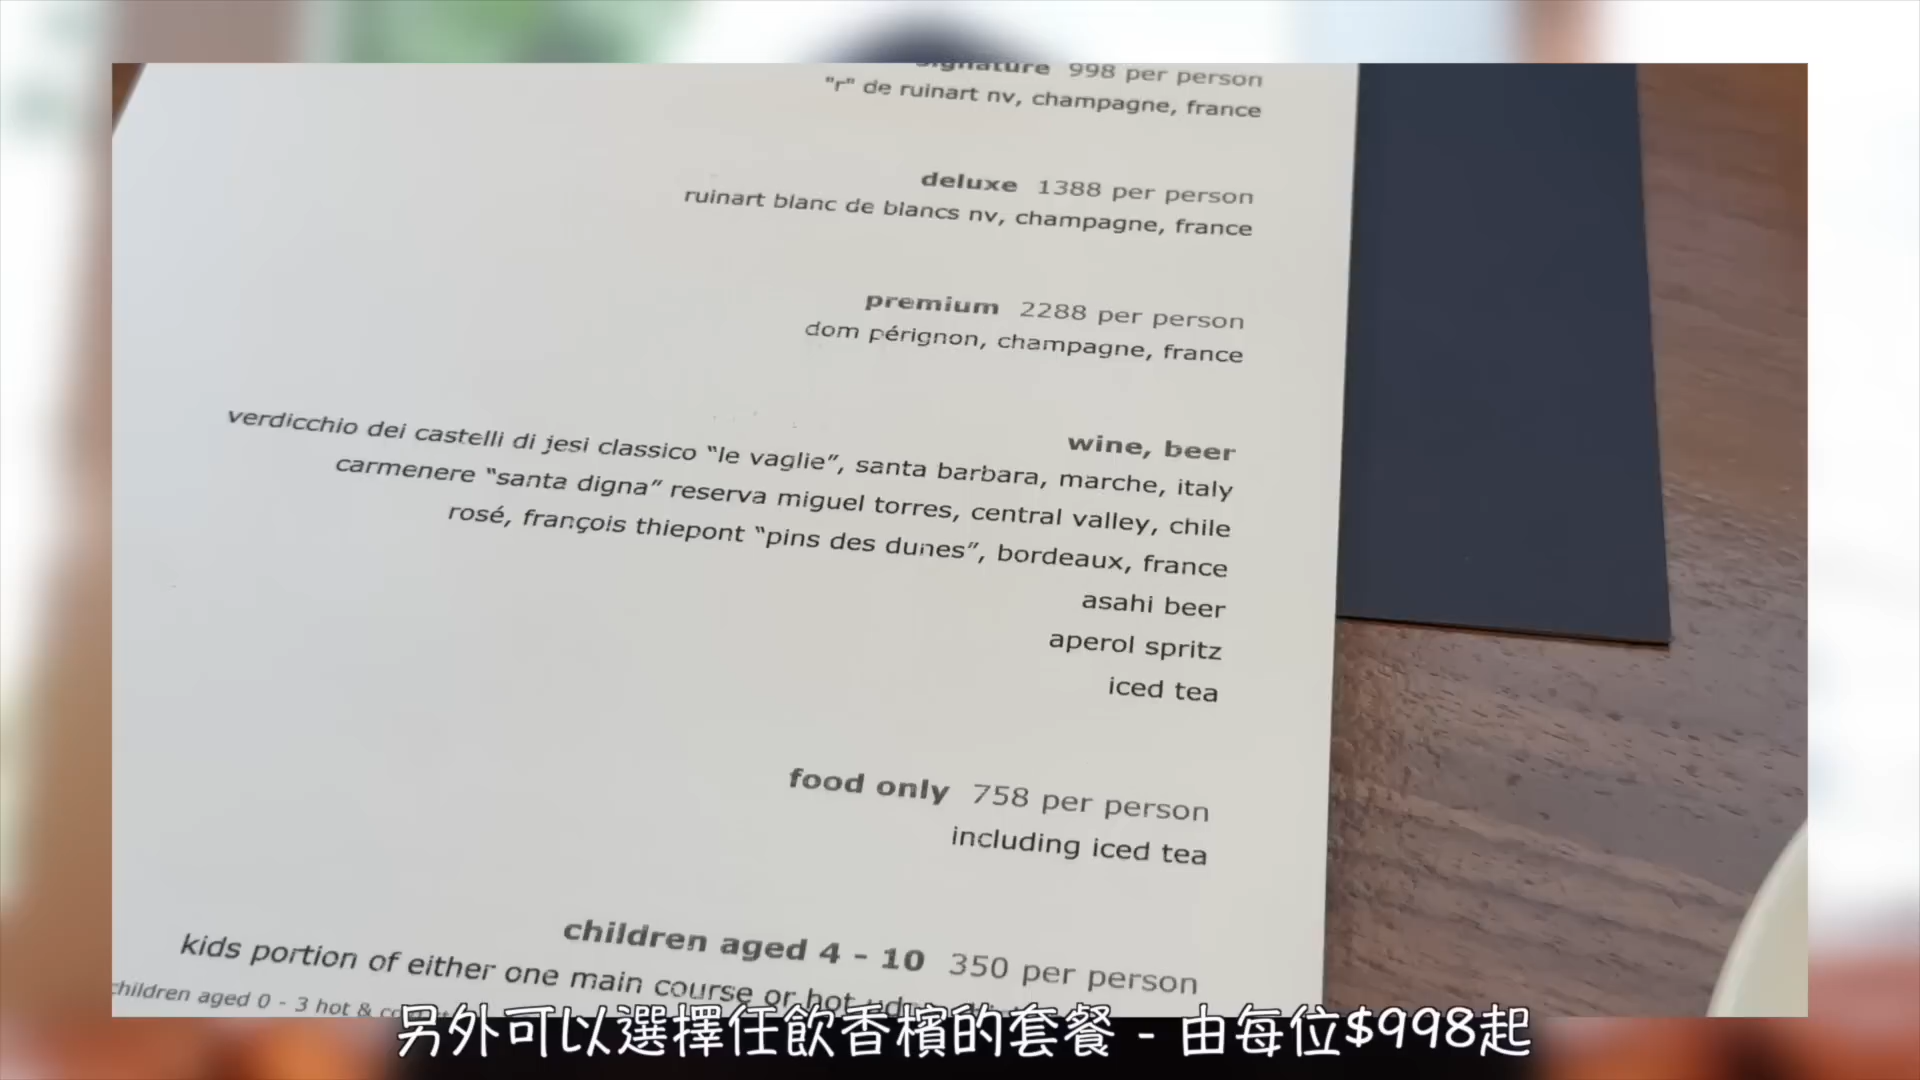 signature 998 per person
"r" de ruinart nv, champagne, france
deluxe 1388 per person
ruinart blanc de blancs nv, champagne, france
premium 2288 per person
dom pérignon, champagne, france
wine, beer
verdicchio dei castelli di jesi classico “le vaglie”, santa barbara, marche, italy
carmenere “santa digna” reserva miguel torres, central valley, chile
rosé, françois thiepont “pins des dunes”, bordeaux, france
asahi beer
aperol spritz
iced tea
food only 758 per person
including iced tea
children aged 4 - 10 350 per person
kids portion of either one main course or hot
children aged 0 - 3 hot &
另外可以選擇任飲香檳的套餐 - 由每位$998起